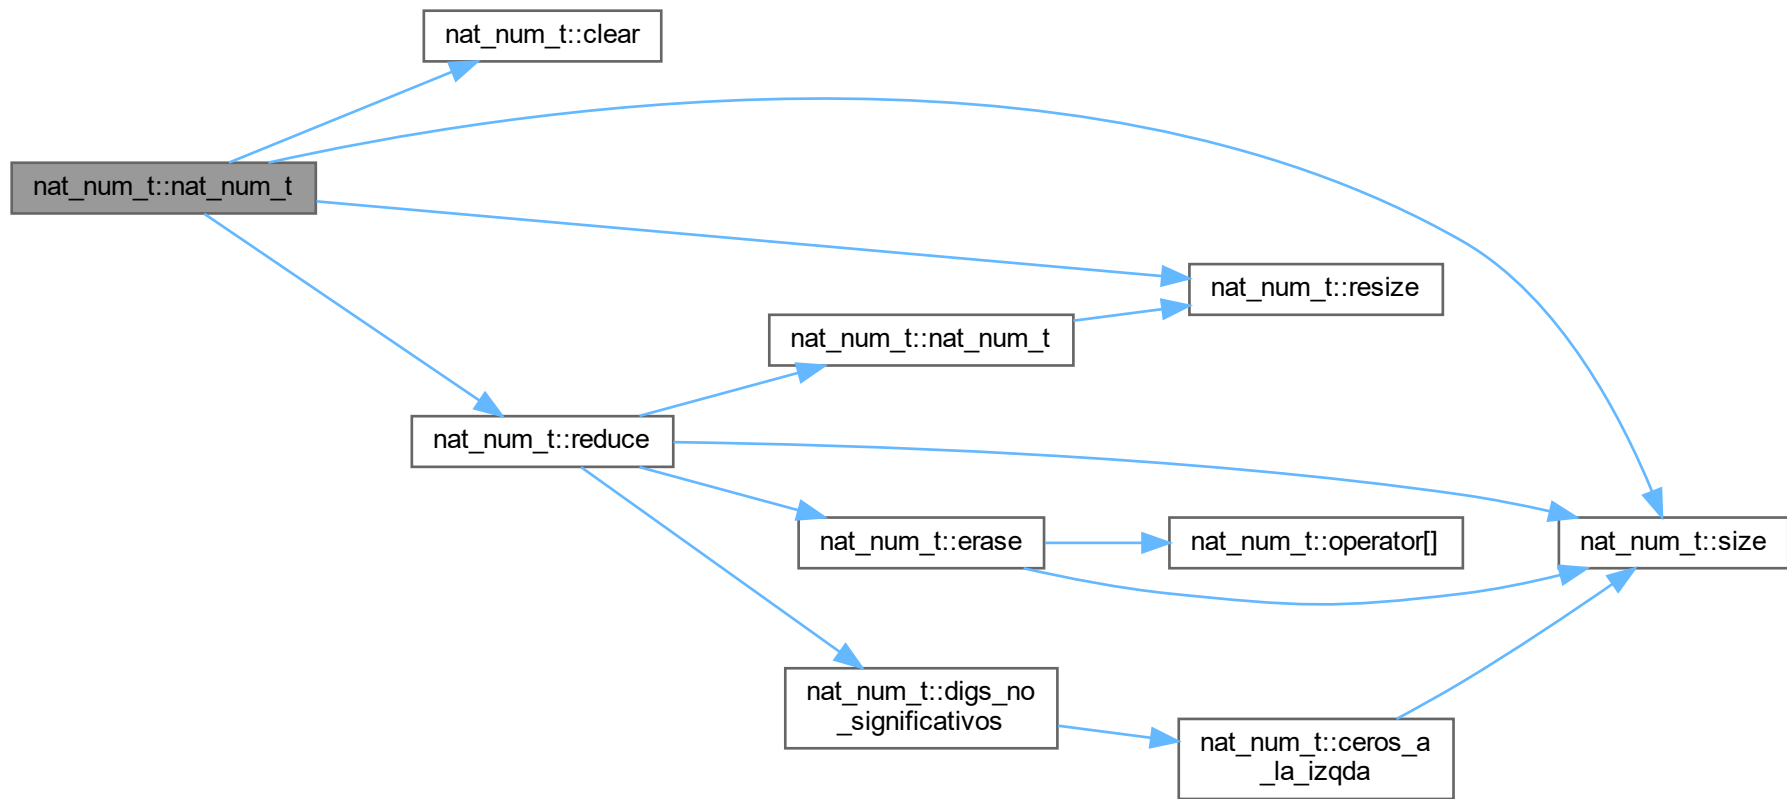 nat_num_t::clear
nat_num_t::nat_num_t
nat_num_t::resize
nat_num_t::nat_num_t
nat_num_t::reduce
nat_num_t::erase
nat_num_t::operator[]
nat_num_t::size
nat_num_t::digs_no
_significativos
nat_num_t::ceros_a
_la_izqda